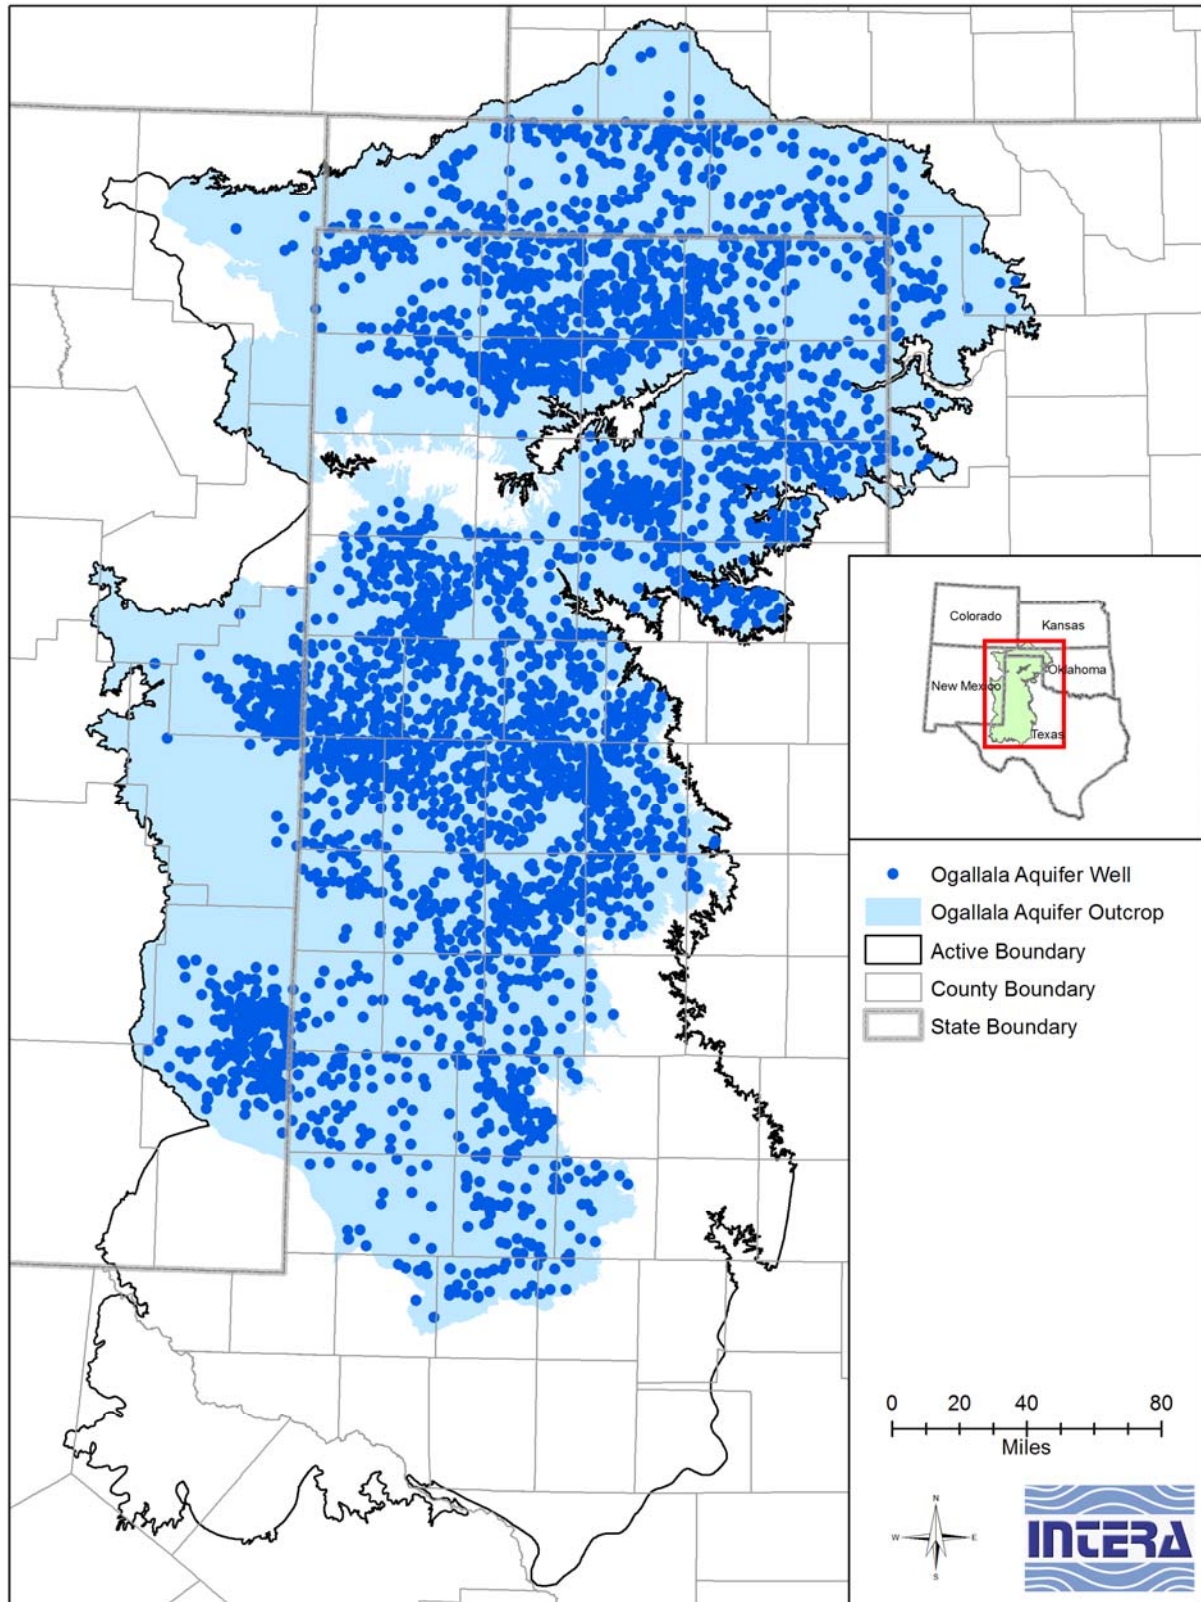 Colorado
Kansas
New Mexico
Oklahoma
Texas
Ogallala Aquifer Well
Ogallala Aquifer Outcrop
Active Boundary
County Boundary
State Boundary
0 20 40 80
Miles
N
W E
S
INTERA